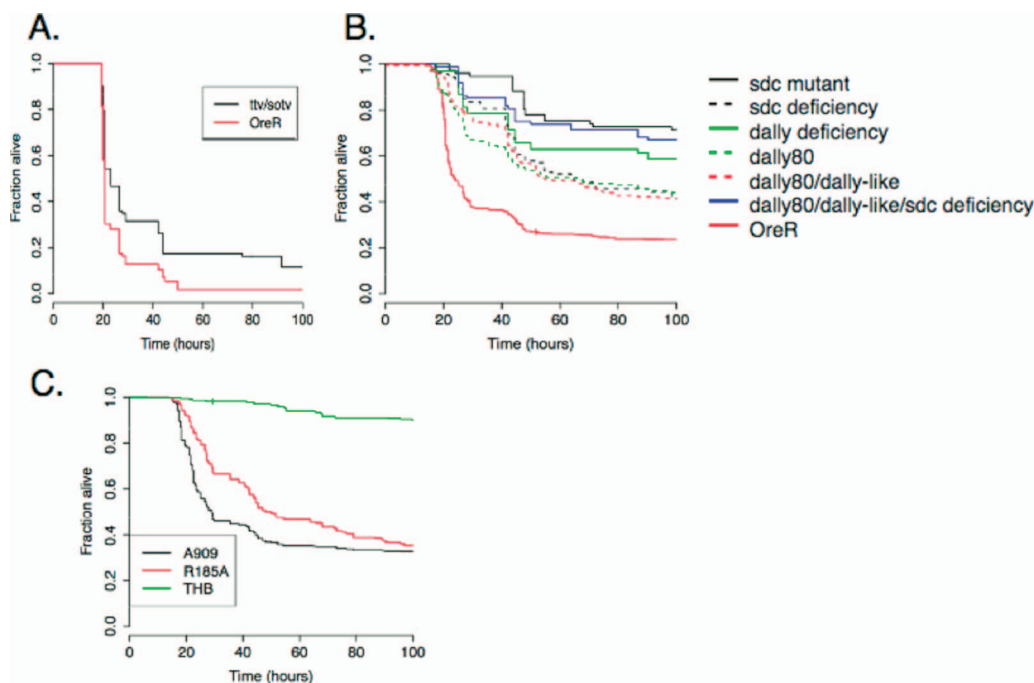 A.
Fraction alive
1.0
0.8
0.6
0.4
0.2
0.0
ttv/sotv
OreR
0 20 40 60 80 100
Time (hours)
B.
Fraction alive
1.0
0.8
0.6
0.4
0.2
0.0
0 20 40 60 80 100
Time (hours)
sdc mutant
sdc deficiency
dally deficiency
dally80
dally80/dally-like
dally80/dally-like/sdc deficiency
OreR
C.
Fraction alive
1.0
0.8
0.6
0.4
0.2
0.0
A909
R185A
THB
0 20 40 60 80 100
Time (hours)